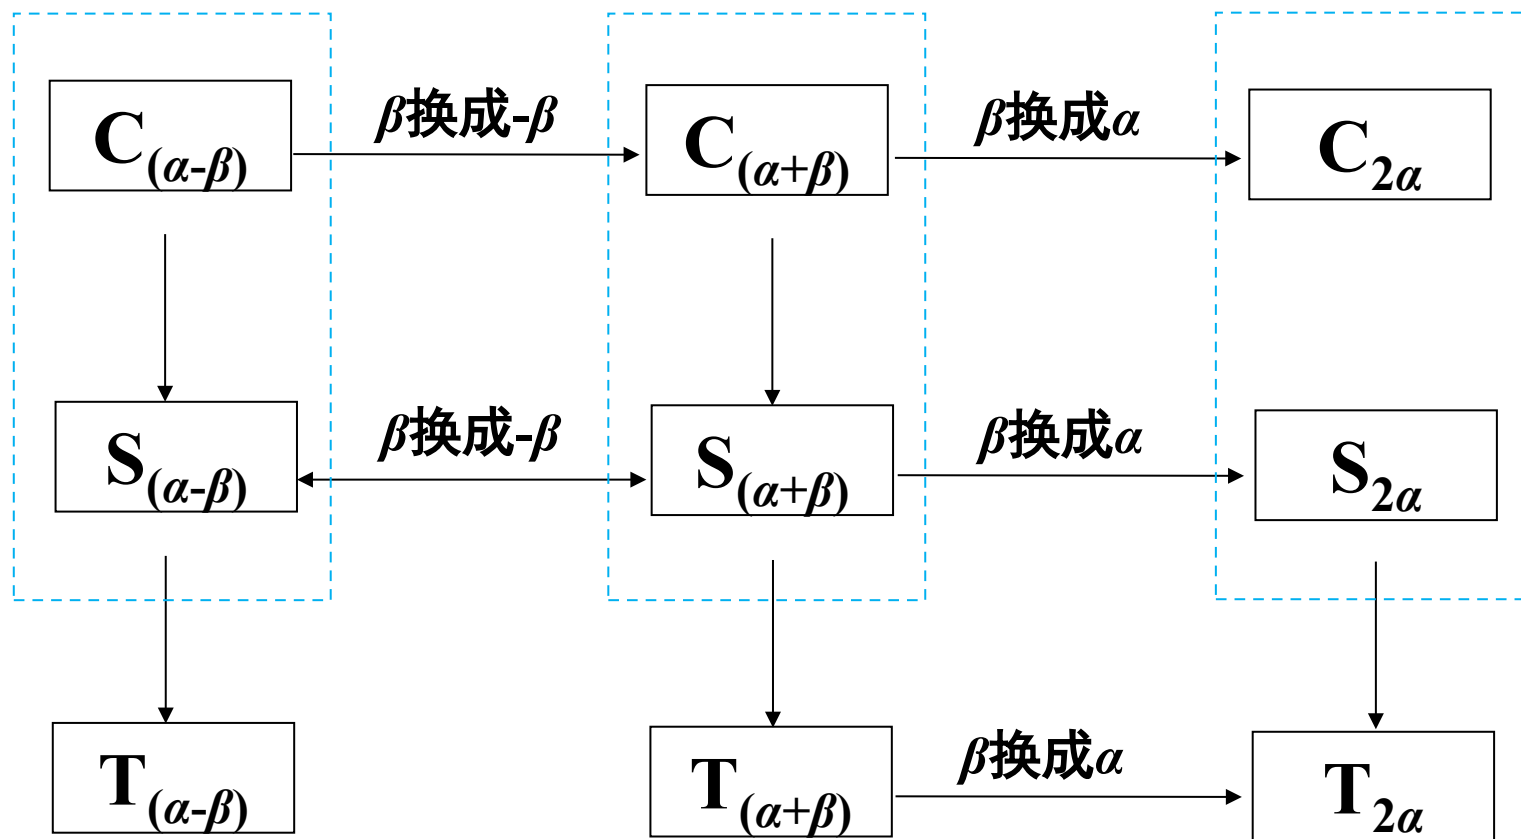 C(α-β)
β换成-β
C(α+β)
β换成α
C2α
S(α-β)
β换成-β
S(α+β)
β换成α
S2α
T(α-β)
T(α+β)
β换成α
T2α